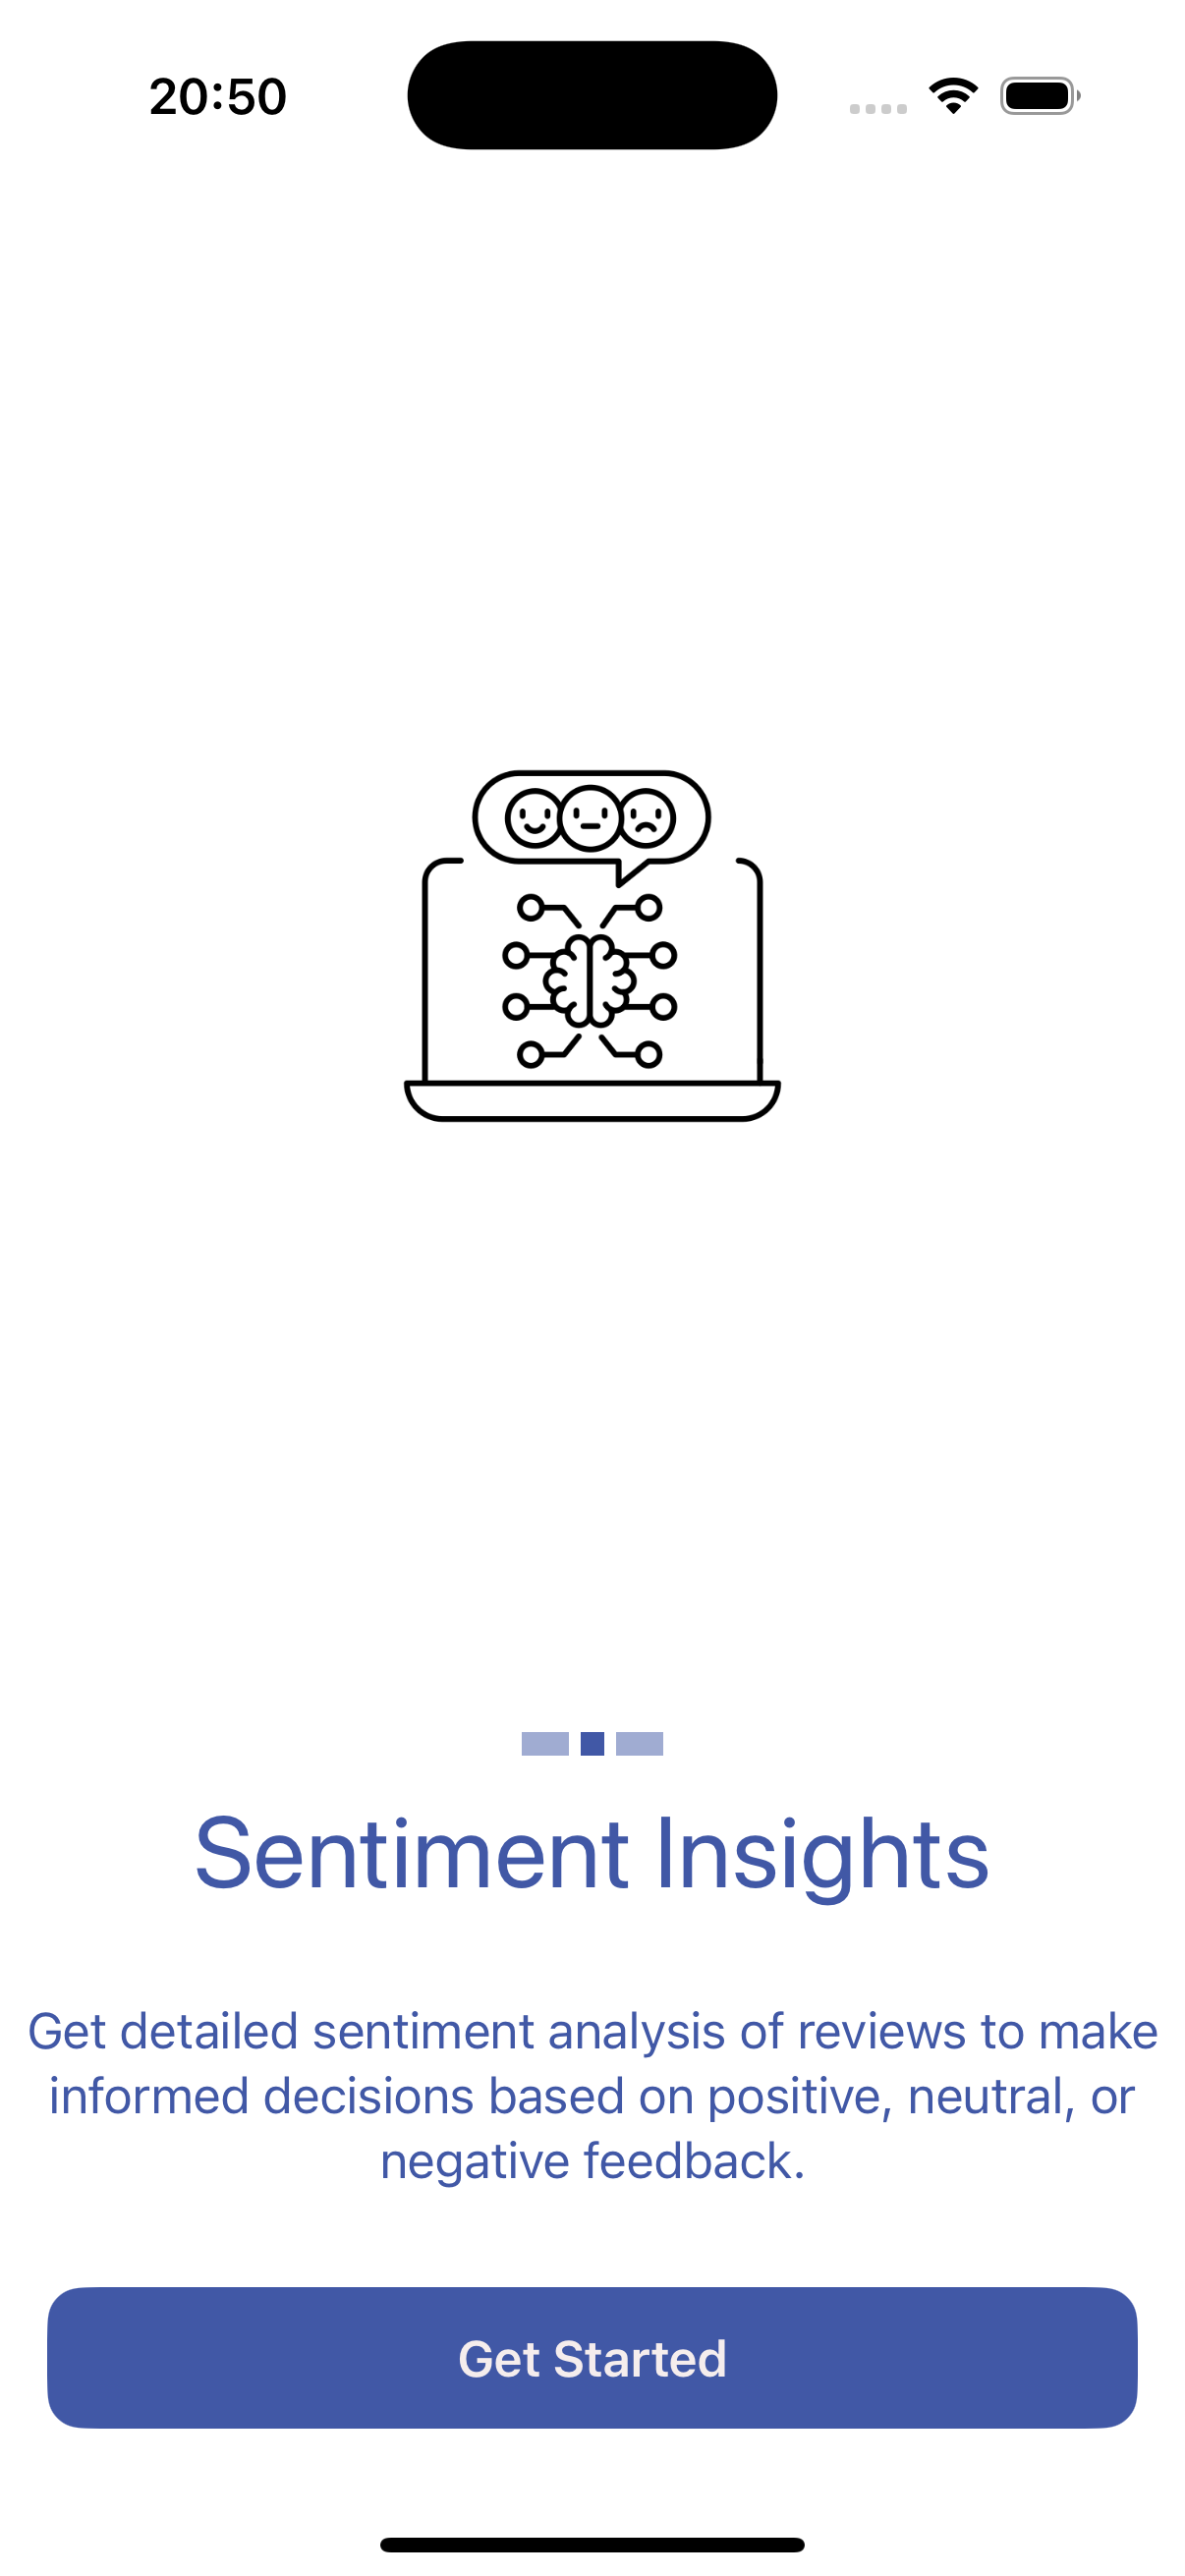 20:50
Sentiment Insights
Get detailed sentiment analysis of reviews to make
informed decisions based on positive, neutral, or
negative feedback.
Get Started